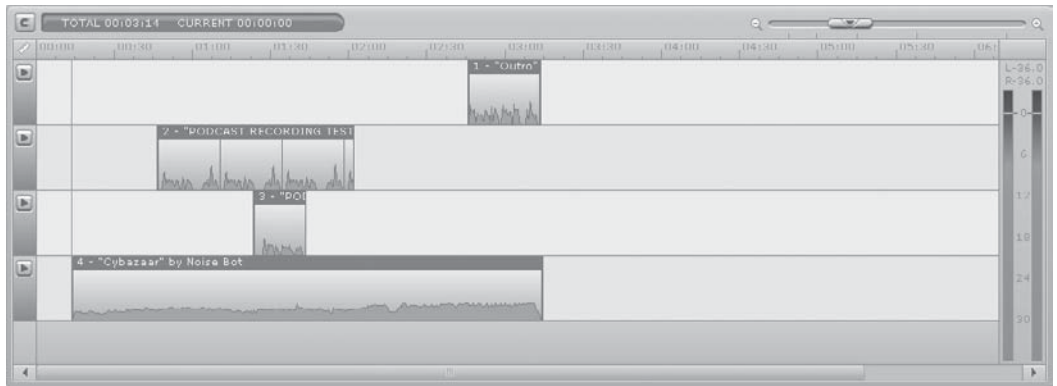 C TOTAL 00:03:14 CURRENT 00:00:00
00:00 00:30 01:00 01:30 02:00 02:30 03:00 03:30 04:00 04:30 05:00 05:30 06:
L-36.0
R-36.0
1 - "Outro"
0
2 - "PODCAST RECORDING TEST
6
3 - "POD
12
18
4 - "Cybazaar" by Noise Bot
24
30